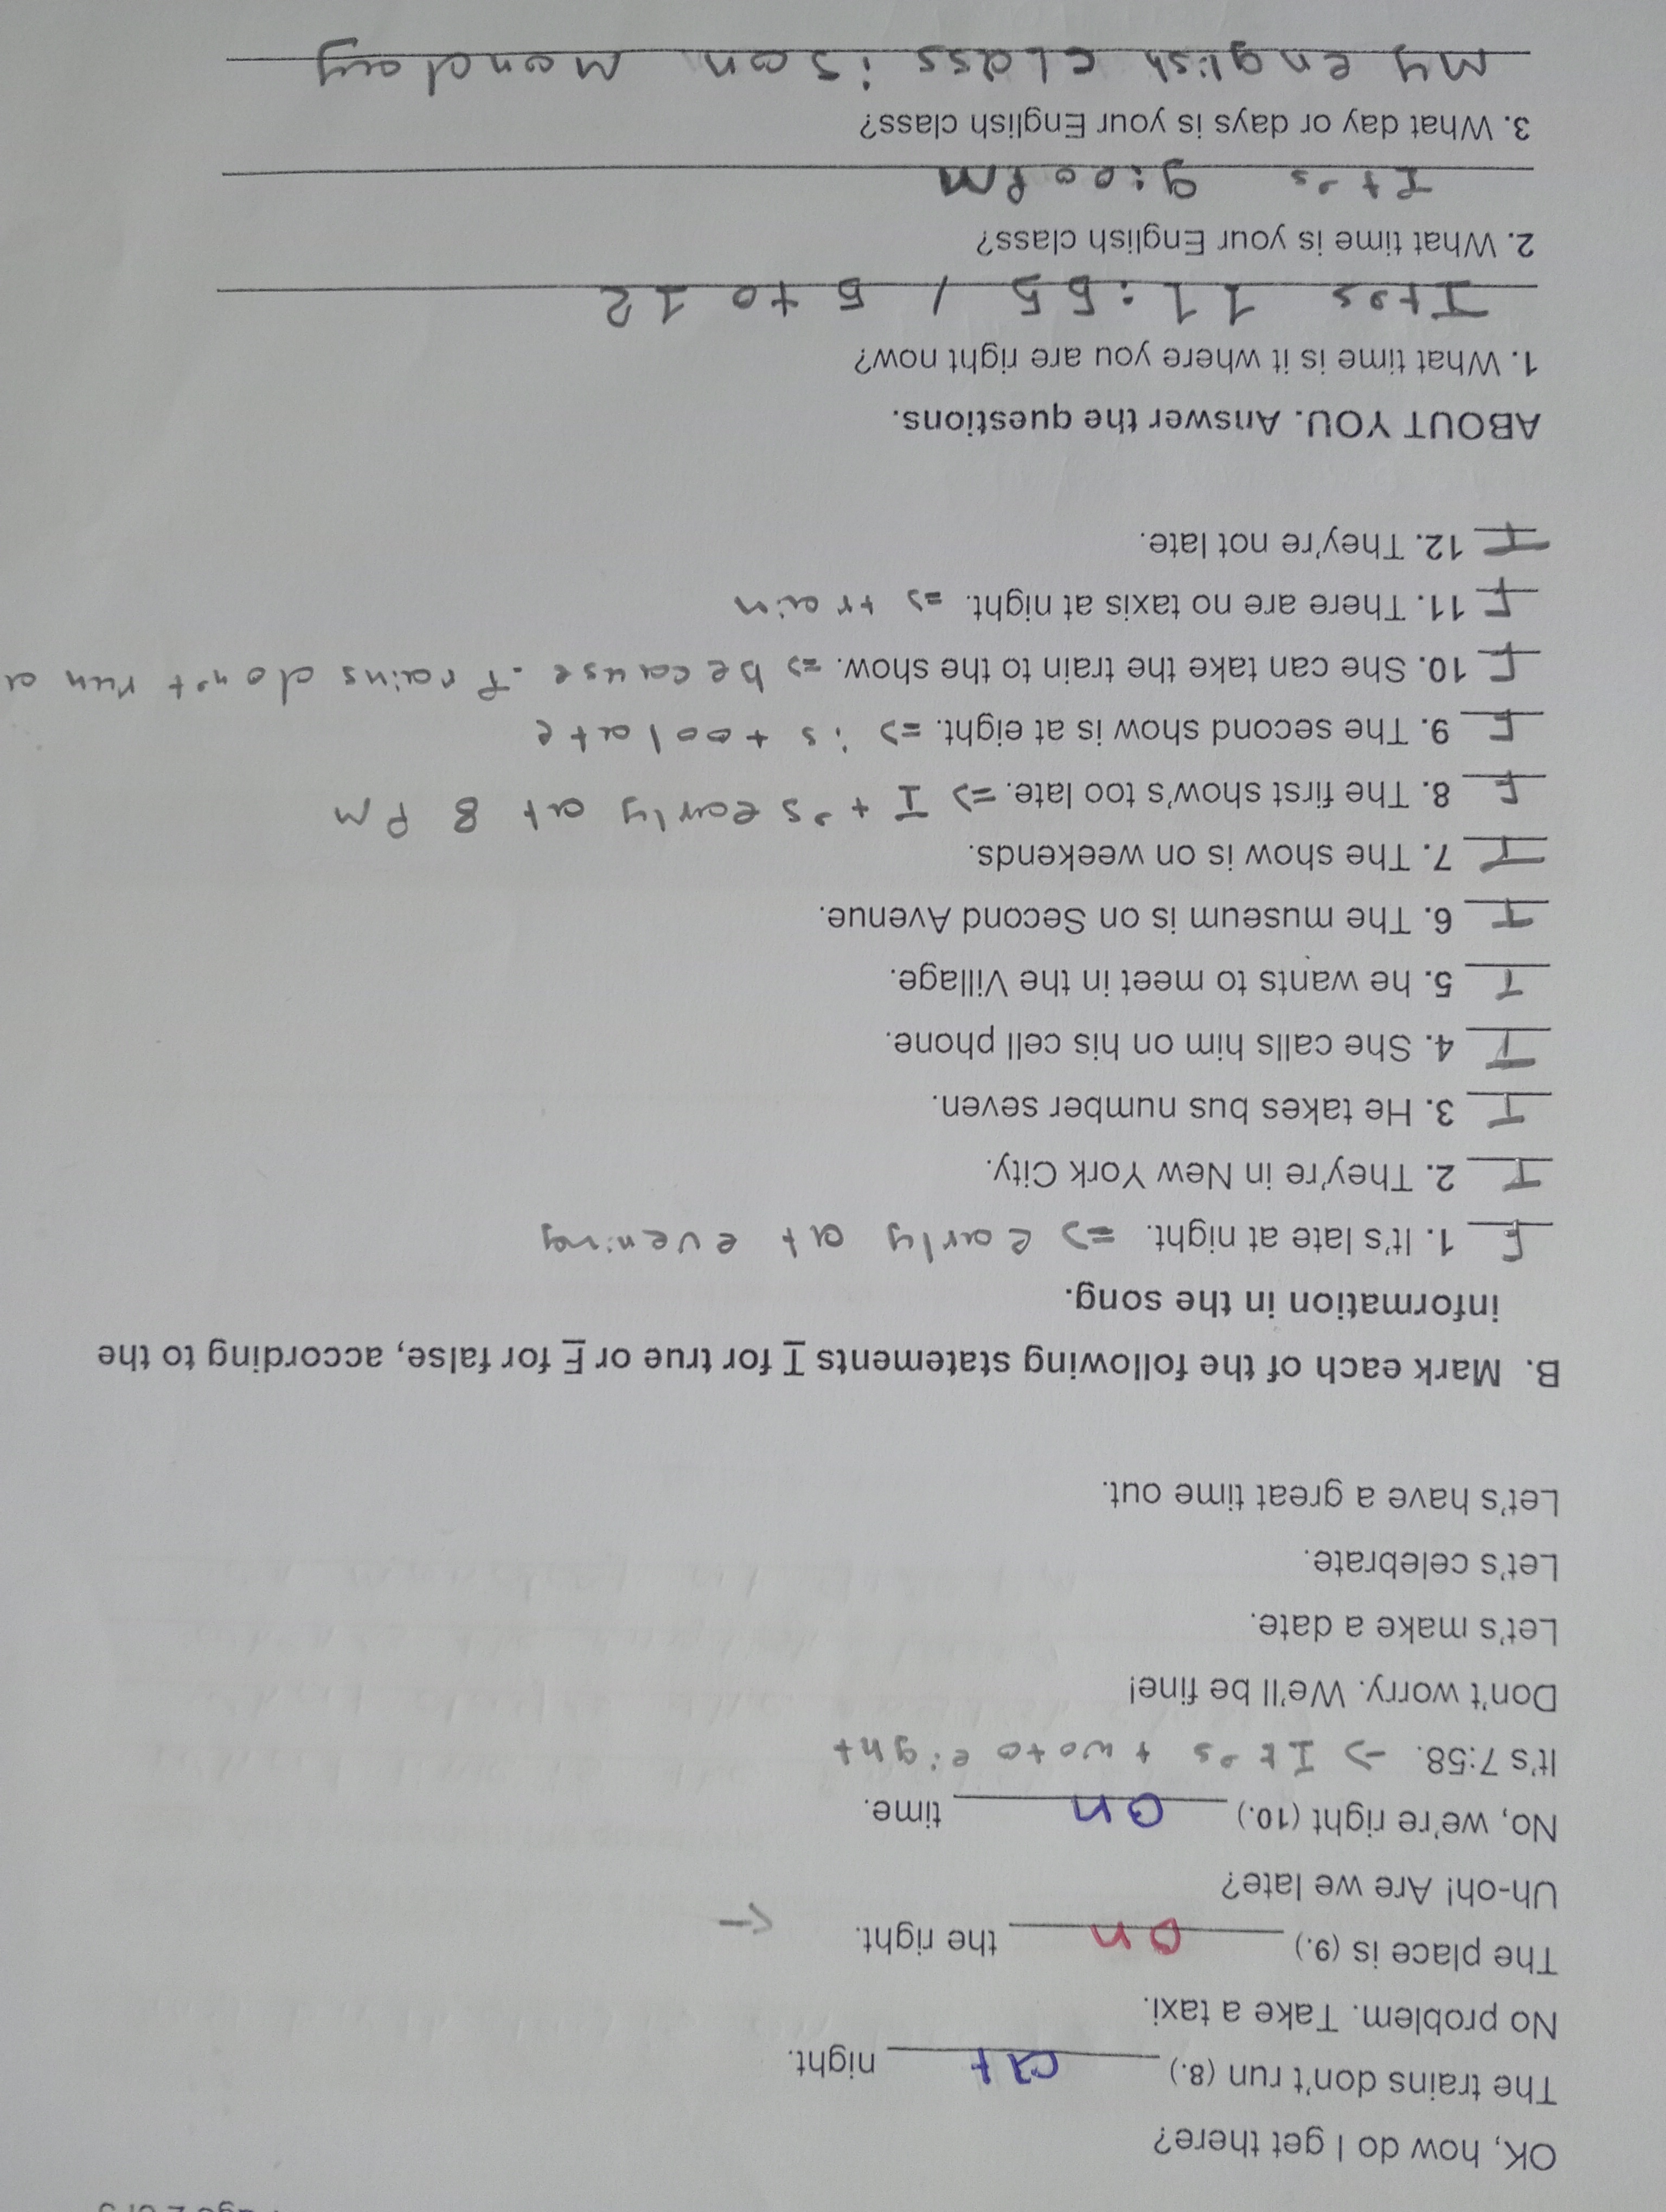 OK, how do I get there?
The trains don't run (8.) at night.
No problem. Take a taxi.
The place is (9.) on the right. <-
Uh-oh! Are we late?
No, we're right (10.) on time.
It's 7:58. -> It's two to eight
Don't worry. We'll be fine!
Let's make a date.
Let's celebrate.
Let's have a great time out.
B. Mark each of the following statements T for true or F for false, according to the
information in the song.
F 1. It's late at night. => early at evening
T 2. They're in New York City.
T 3. He takes bus number seven.
T 4. She calls him on his cell phone.
T 5. he wants to meet in the Village.
T 6. The museum is on Second Avenue.
T 7. The show is on weekends.
F 8. The first show's too late. => It's early at 8 PM
F 9. The second show is at eight. => is too late
F 10. She can take the train to the show. => because .Trains don't run a
F 11. There are no taxis at night. => train
T 12. They're not late.
ABOUT YOU. Answer the questions.
1. What time is it where you are right now?
It's 11:55 / 5 to 12
2. What time is your English class?
It's 9:00 PM
3. What day or days is your English class?
My english class is on Monday